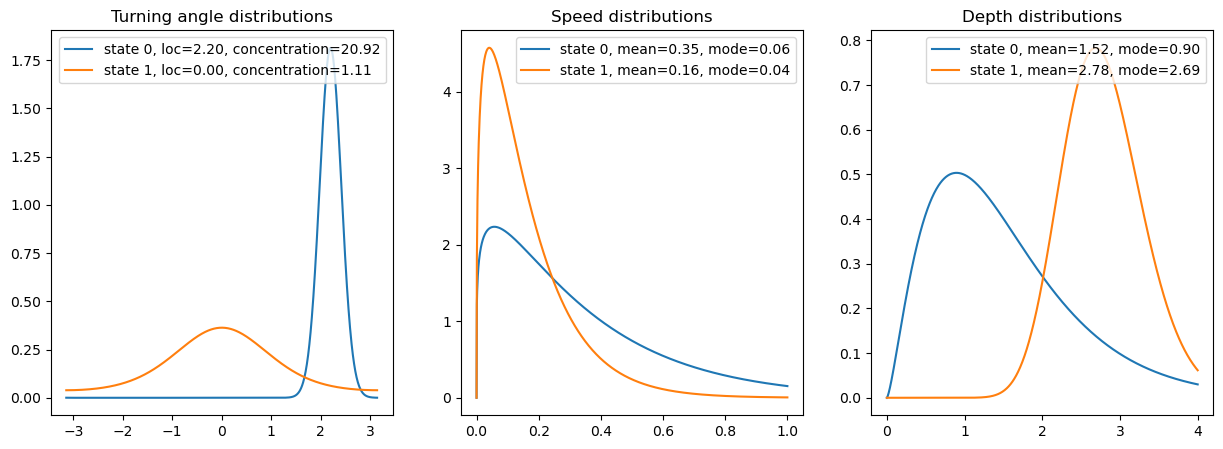 Turning angle distributions
state 0, loc=2.20, concentration=20.92
state 1, loc=0.00, concentration=1.11
1.75
1.50
1.25
1.00
0.75
0.50
0.25
0.00
−3 −2 −1 0 1 2 3
Speed distributions
state 0, mean=0.35, mode=0.06
state 1, mean=0.16, mode=0.04
4
3
2
1
0
0.0 0.2 0.4 0.6 0.8 1.0
Depth distributions
state 0, mean=1.52, mode=0.90
state 1, mean=2.78, mode=2.69
0.8
0.7
0.6
0.5
0.4
0.3
0.2
0.1
0.0
0 1 2 3 4